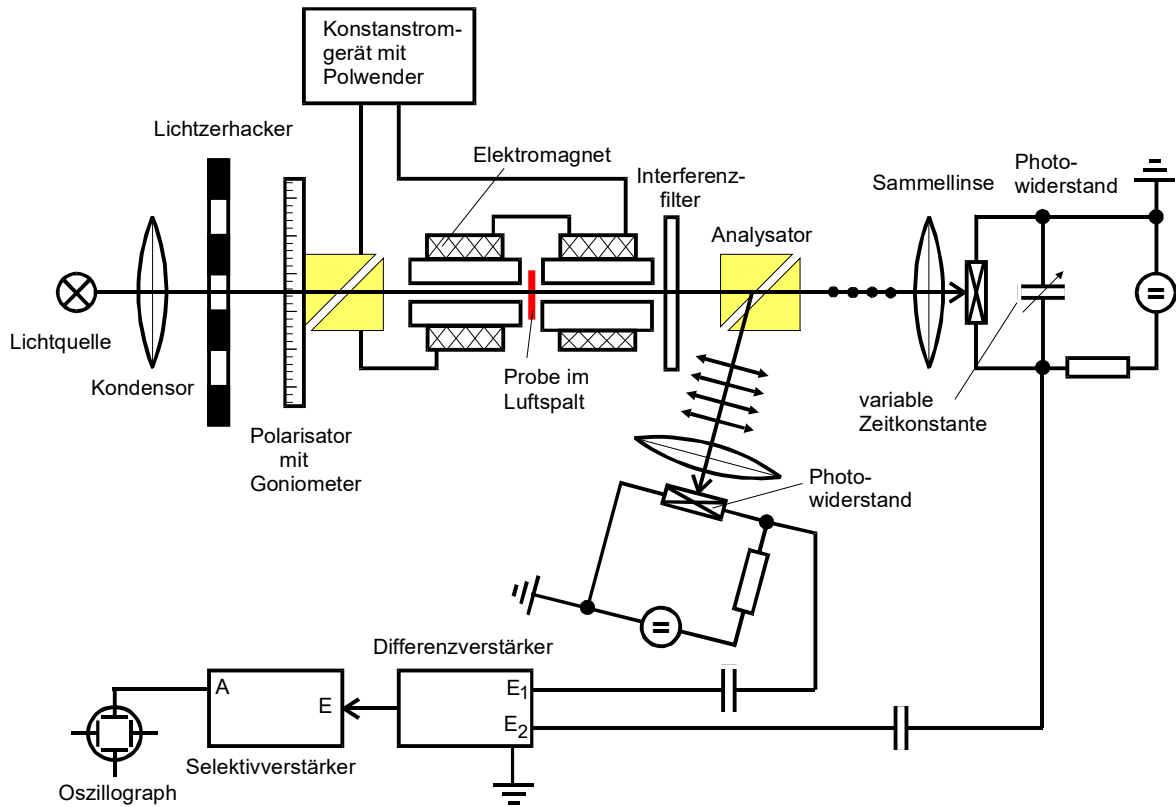 Konstanstrom-
gerät mit
Polwender
Lichtzerhacker
Elektromagnet
Interferenz-
filter
Photo-
widerstand
Sammellinse
Analysator
Lichtquelle
Kondensor
Probe im
Luftspalt
variable
Zeitkonstante
Polarisator
mit
Goniometer
Photo-
widerstand
=
=
Differenzverstärker
A
E
E1
E2
Selektivverstärker
Oszillograph